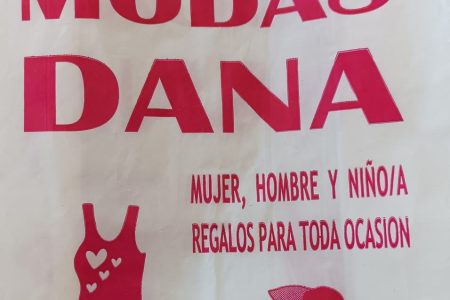 MODAS
DANA
MUJER, HOMBRE Y NIÑO/A
REGALOS PARA TODA OCASION